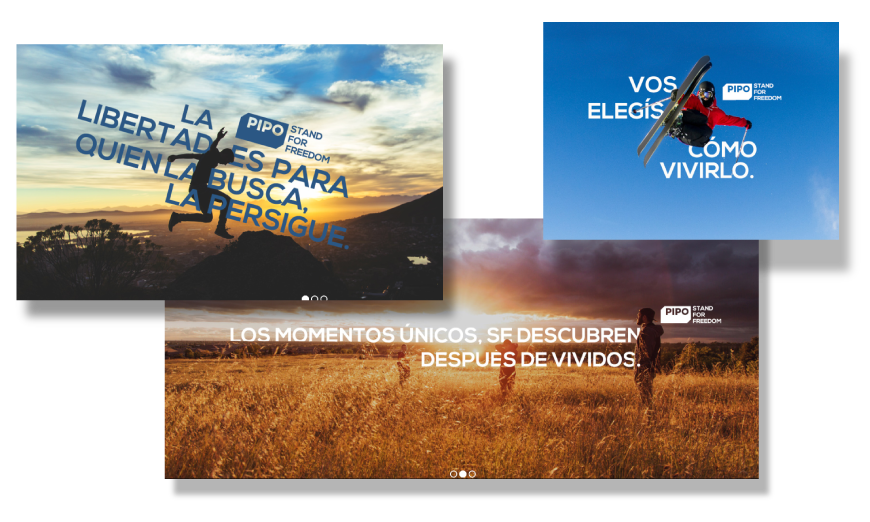 LA
LIBERTAD ES PARA
QUIEN LA BUSCA,
LA PERSIGUE.
PIPO STAND
FOR
FREEDOM
VOS
ELEGÍS
CÓMO
VIVIRLO.
PIPO STAND
FOR
FREEDOM
LOS MOMENTOS ÚNICOS, SE DESCUBREN
DESPUÉS DE VIVIDOS.
PIPO STAND
FOR
FREEDOM